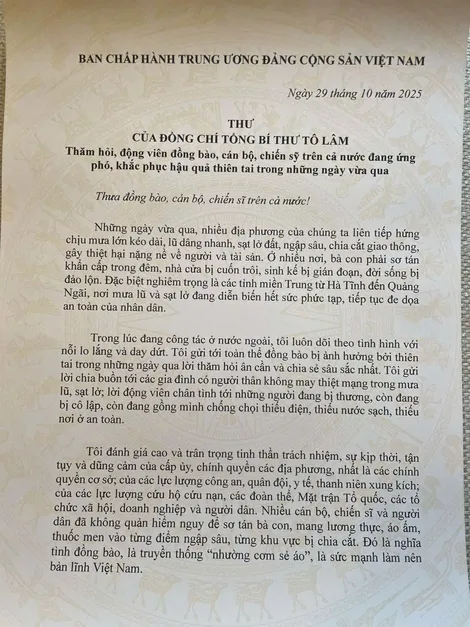 BAN CHẤP HÀNH TRUNG ƯƠNG ĐẢNG CỘNG SẢN VIỆT NAM
Ngày 29 tháng 10 năm 2025
THƯ
CỦA ĐỒNG CHÍ TỔNG BÍ THƯ TÔ LÂM
Thăm hỏi, động viên đồng bào, cán bộ, chiến sỹ trên cả nước đang ứng
phó, khắc phục hậu quả thiên tai trong những ngày vừa qua
Thưa đồng bào, cán bộ, chiến sĩ trên cả nước!
Những ngày vừa qua, nhiều địa phương của chúng ta liên tiếp hứng
chịu mưa lớn kéo dài, lũ dâng nhanh, sạt lở đất, ngập sâu, chia cắt giao thông,
gây thiệt hại nặng nề về người và tài sản. Ở nhiều nơi, bà con phải sơ tán
khẩn cấp trong đêm, nhà cửa bị cuốn trôi, sinh kế bị gián đoạn, đời sống bị
đảo lộn. Đặc biệt nghiêm trọng là các tỉnh miền Trung từ Hà Tĩnh đến Quảng
Ngãi, nơi mưa lũ và sạt lở đang diễn biến hết sức phức tạp, tiếp tục đe dọa
an toàn của nhân dân.
Trong lúc đang công tác ở nước ngoài, tôi luôn dõi theo tình hình với
nỗi lo lắng và day dứt. Tôi gửi tới toàn thể đồng bào bị ảnh hưởng bởi thiên
tai trong những ngày qua lời thăm hỏi ân cần và chia sẻ sâu sắc nhất. Tôi gửi
lời chia buồn tới các gia đình có người thân không may thiệt mạng trong mưa
lũ, sạt lở; lời động viên chân tình tới những người đang bị thương, còn đang
bị cô lập, còn đang gồng mình chống chọi thiếu điện, thiếu nước sạch, thiếu
nơi ở an toàn.
Tôi đánh giá cao và trân trọng tinh thần trách nhiệm, sự kịp thời, tận
tụy và dũng cảm của cấp ủy, chính quyền các địa phương, nhất là các chính
quyền cơ sở; của các lực lượng công an, quân đội, y tế, thanh niên xung kích;
của các lực lượng cứu hộ cứu nạn, các đoàn thể, Mặt trận Tổ quốc, các tổ
chức xã hội, doanh nghiệp và người dân. Nhiều cán bộ, chiến sĩ và người
dân đã không quản hiểm nguy để sơ tán bà con, mang lương thực, áo ấm,
thuốc men vào từng điểm ngập sâu, từng khu vực bị chia cắt. Đó là nghĩa
tình đồng bào, là truyền thống “nhường cơm sẻ áo”, là sức mạnh làm nên
bản lĩnh Việt Nam.